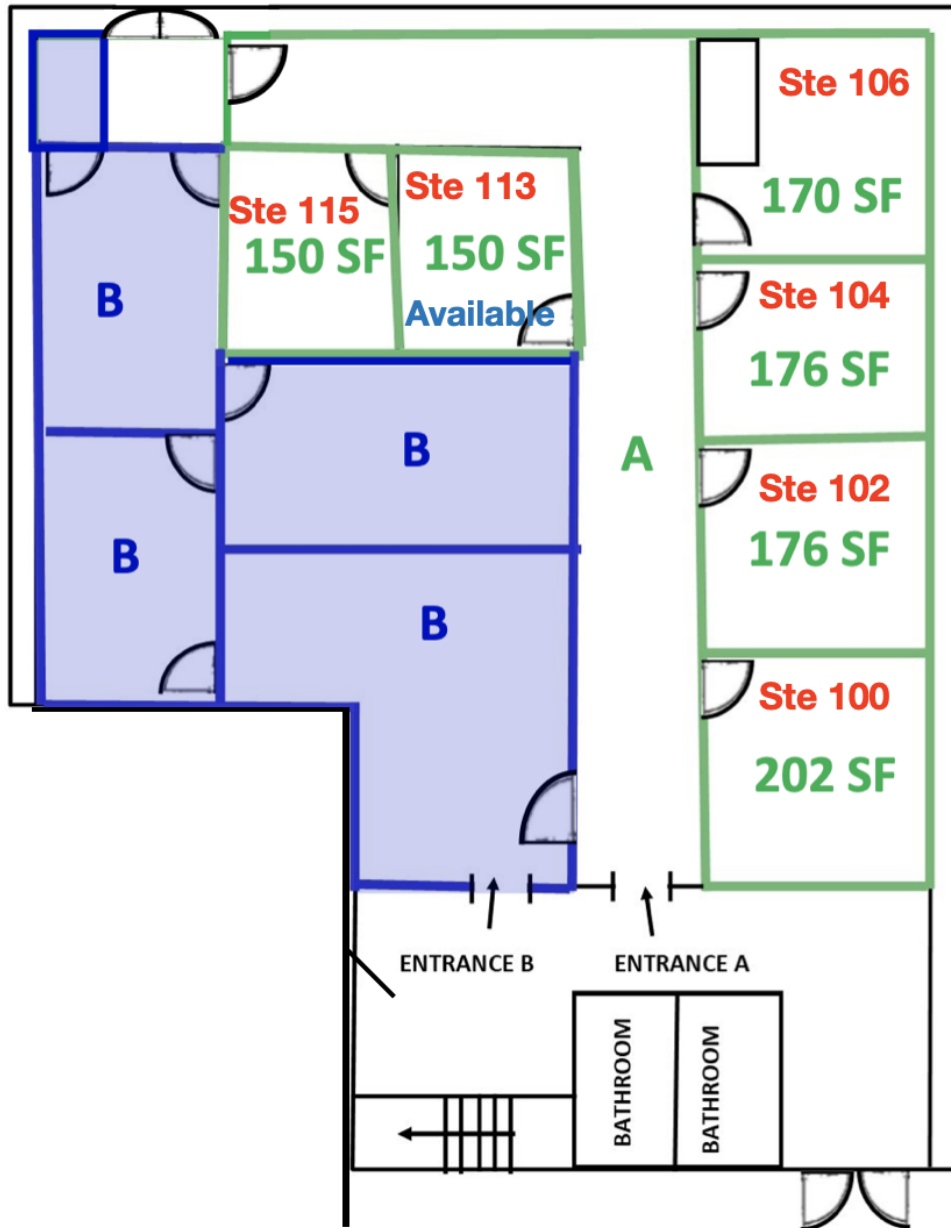 Ste 106
170 SF
Ste 115
150 SF
Ste 113
150 SF
Available
B
Ste 104
176 SF
B
A
Ste 102
176 SF
B
B
Ste 100
202 SF
ENTRANCE B
ENTRANCE A
BATHROOM
BATHROOM